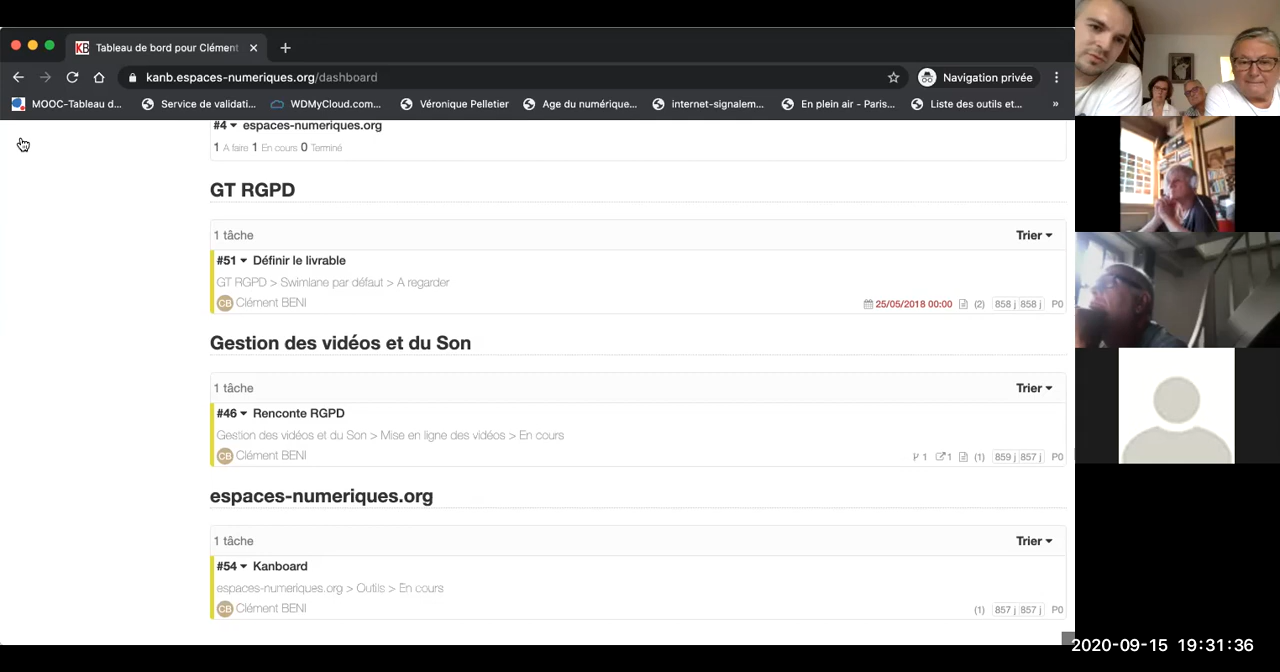 Tableau de bord pour Clément
kanb.espaces-numeriques.org/dashboard
Navigation privée
MOOC-Tableau d...
Service de validati...
WDMyCloud.com...
Véronique Pelletier
Age du numérique...
internet-signalem...
En plein air - Paris...
Liste des outils et...
»
#4 espaces-numeriques.org
1 A faire 1 En cours 0 Terminé
GT RGPD
1 tâche
Trier
#51 Définir le livrable
GT RGPD > Swimlane par défaut > A regarder
CB Clément BENI
25/05/2018 00:00 (2) 858 j 858 j P0
Gestion des vidéos et du Son
1 tâche
Trier
#46 Renconte RGPD
Gestion des vidéos et du Son > Mise en ligne des vidéos > En cours
CB Clément BENI
1 1 (1) 859 j 857 j P0
espaces-numeriques.org
1 tâche
Trier
#54 Kanboard
espaces-numeriques.org > Outils > En cours
CB Clément BENI
(1) 857 j 857 j P0
2020-09-15 19:31:36